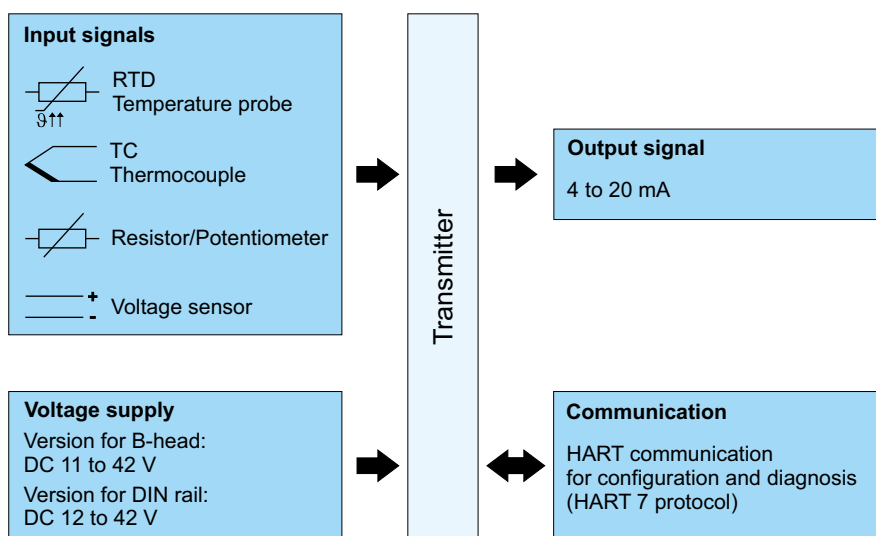 Input signals
RTD
Temperature probe
ϑ↑↑
TC
Thermocouple
Resistor/Potentiometer
+
-
Voltage sensor
Transmitter
Output signal
4 to 20 mA
Voltage supply
Version for B-head:
DC 11 to 42 V
Version for DIN rail:
DC 12 to 42 V
Communication
HART communication
for configuration and diagnosis
(HART 7 protocol)